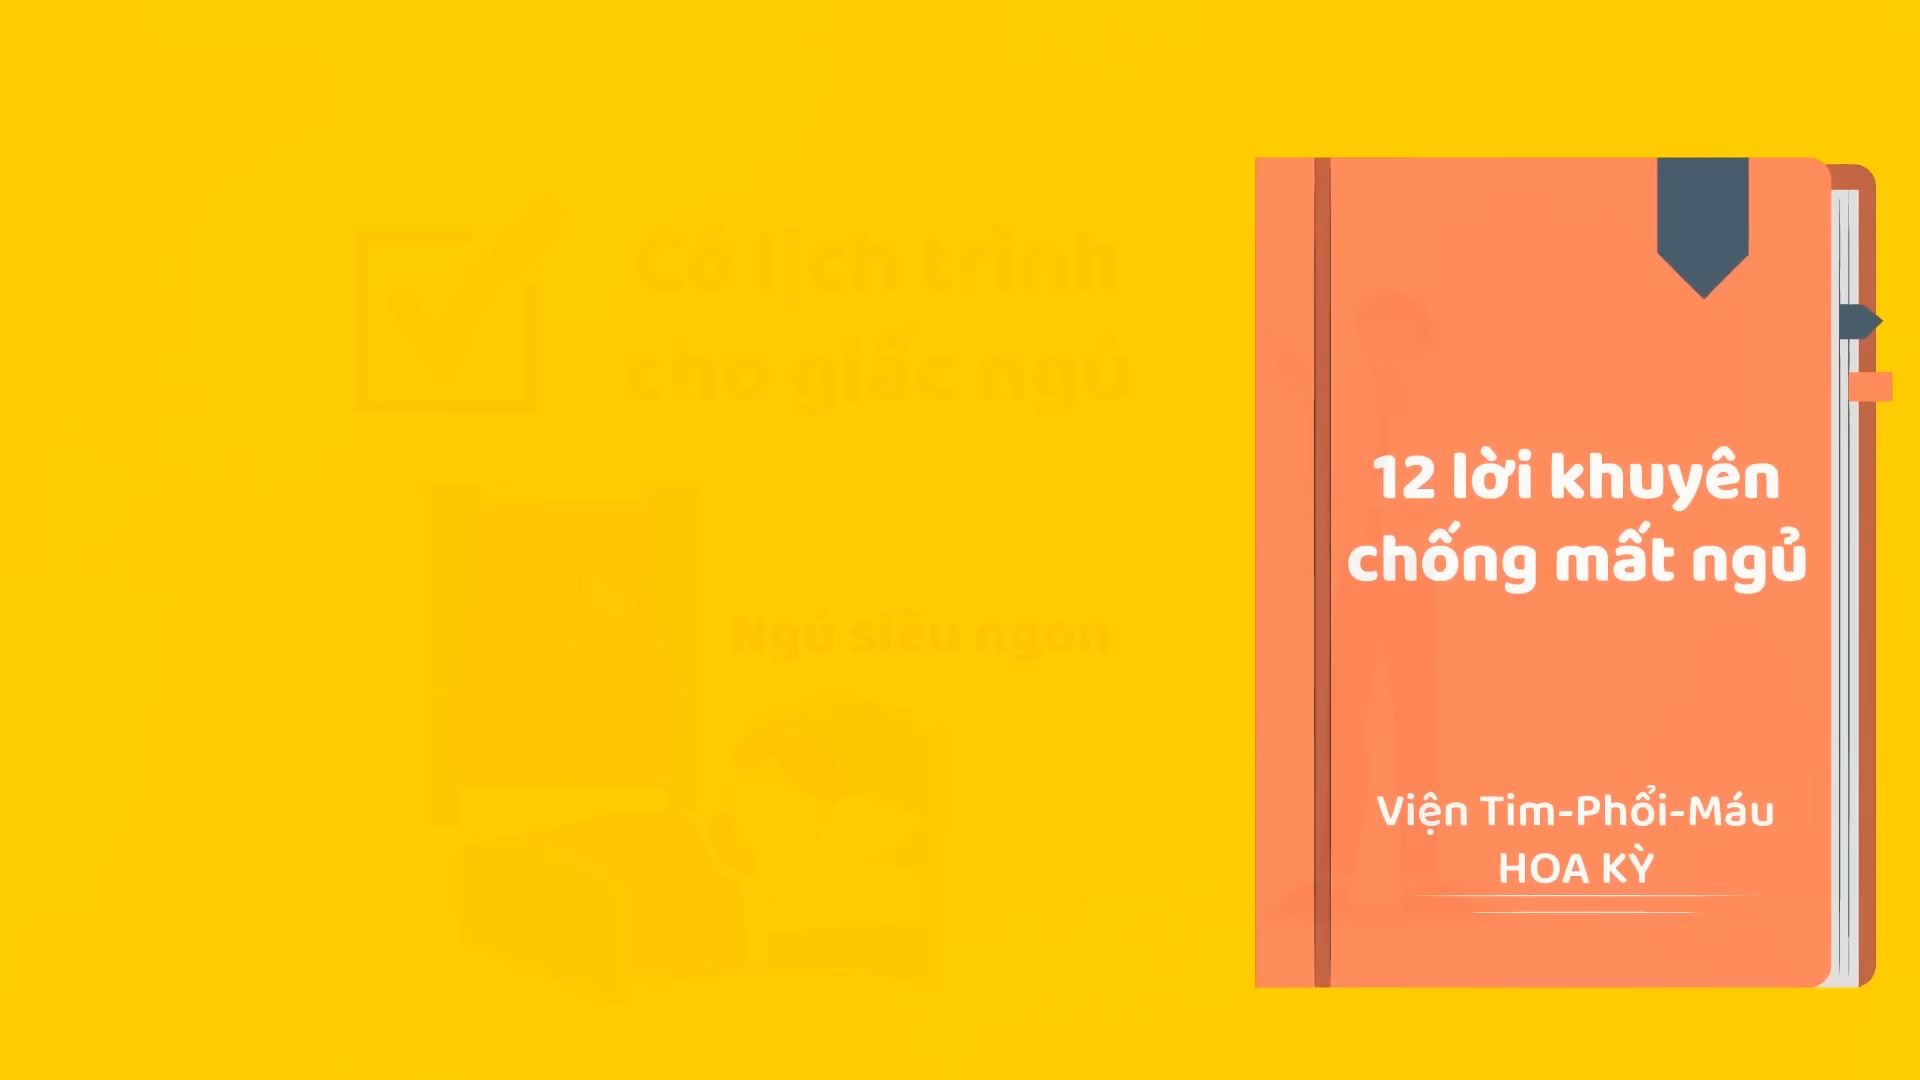 Có lịch trình
cho giấc ngủ
Ngủ siêu ngon
12 lời khuyên
chống mất ngủ
Viện Tim-Phổi-Máu
HOA KỲ